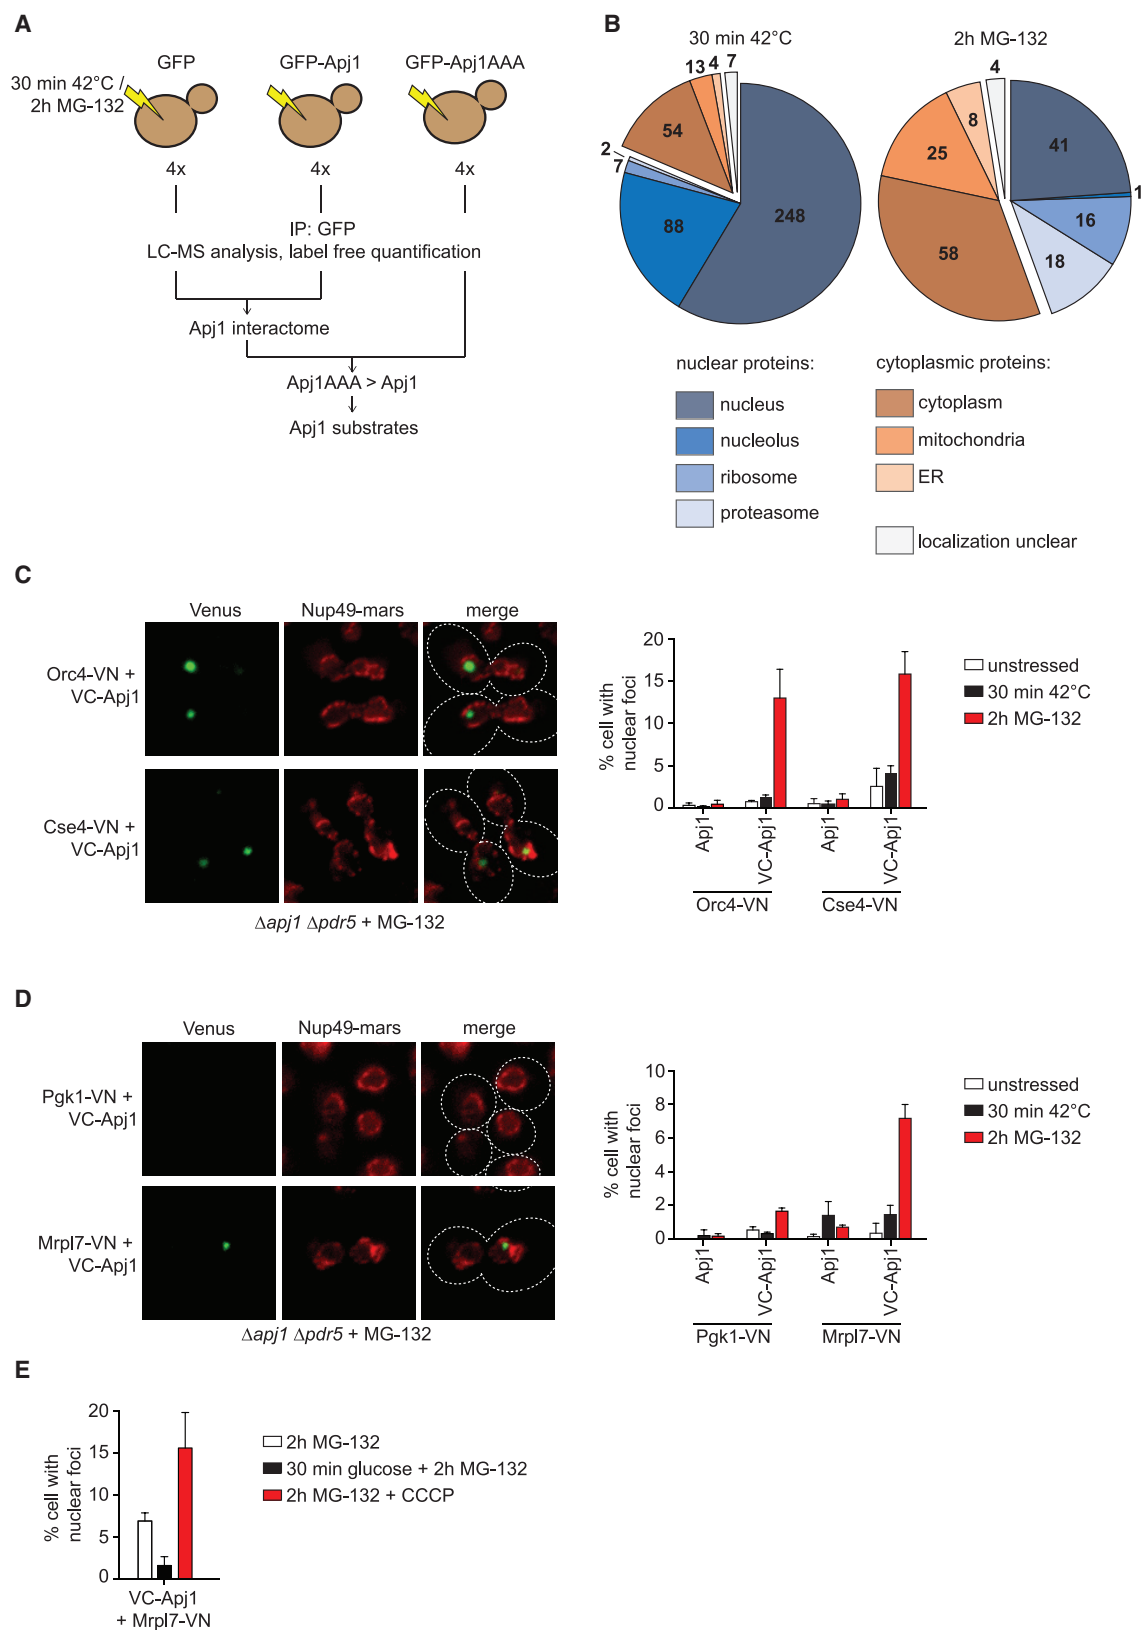 A
GFP
GFP-Apj1
GFP-Apj1AAA
30 min 42°C /
2h MG-132
4x
4x
4x
IP: GFP
LC-MS analysis, label free quantification
Apj1 interactome
Apj1AAA > Apj1
Apj1 substrates
B
30 min 42°C
2h MG-132
248
88
7
2
54
13
4
7
41
1
16
18
58
25
8
4
nuclear proteins:
nucleus
nucleolus
ribosome
proteasome
cytoplasmic proteins:
cytoplasm
mitochondria
ER
localization unclear
C
Venus
Nup49-mars
merge
Orc4-VN +
VC-Apj1
Cse4-VN +
VC-Apj1
Δapj1 Δpdr5 + MG-132
% cell with
nuclear foci
20
15
10
5
0
Apj1
VC-Apj1
Apj1
VC-Apj1
Orc4-VN
Cse4-VN
unstressed
30 min 42°C
2h MG-132
D
Venus
Nup49-mars
merge
Pgk1-VN +
VC-Apj1
Mrpl7-VN +
VC-Apj1
Δapj1 Δpdr5 + MG-132
% cell with
nuclear foci
10
8
6
4
2
0
Apj1
VC-Apj1
Apj1
VC-Apj1
Pgk1-VN
Mrpl7-VN
unstressed
30 min 42°C
2h MG-132
E
% cell with
nuclear foci
20
15
10
5
0
VC-Apj1
+ Mrpl7-VN
2h MG-132
30 min glucose + 2h MG-132
2h MG-132 + CCCP